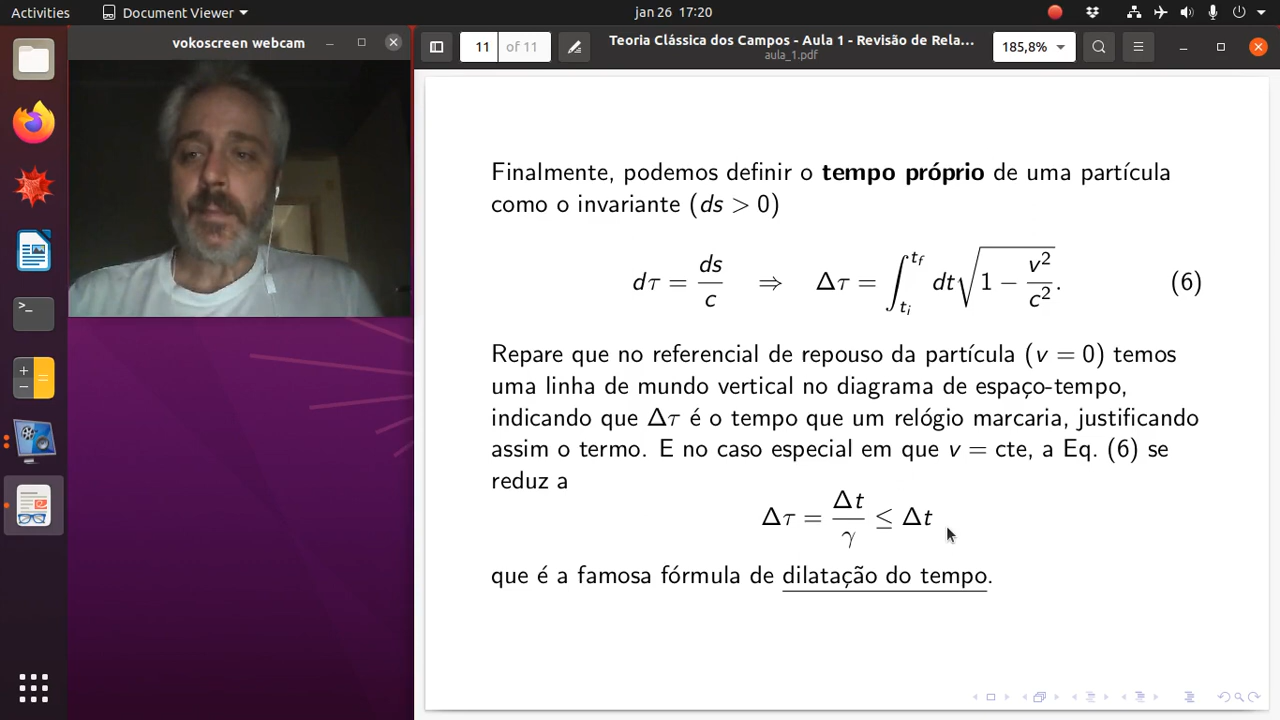 Activities
Document Viewer
jan 26 17:20
vokoscreen webcam
11 of 11
Teoria Clássica dos Campos - Aula 1 - Revisão de Rela...
aula_1.pdf
185,8%
Finalmente, podemos definir o tempo próprio de uma partícula
como o invariante (ds > 0)
dτ = ds/c ⇒ Δτ = ∫_{t_i}^{t_f} dt √(1 − v²/c²). (6)
Repare que no referencial de repouso da partícula (v = 0) temos
uma linha de mundo vertical no diagrama de espaço-tempo,
indicando que Δτ é o tempo que um relógio marcaria, justificando
assim o termo. E no caso especial em que v = cte, a Eq. (6) se
reduz a
Δτ = Δt/γ ≤ Δt
que é a famosa fórmula de dilatação do tempo.